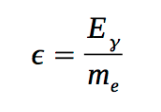 ϵ = E_γ / m_e